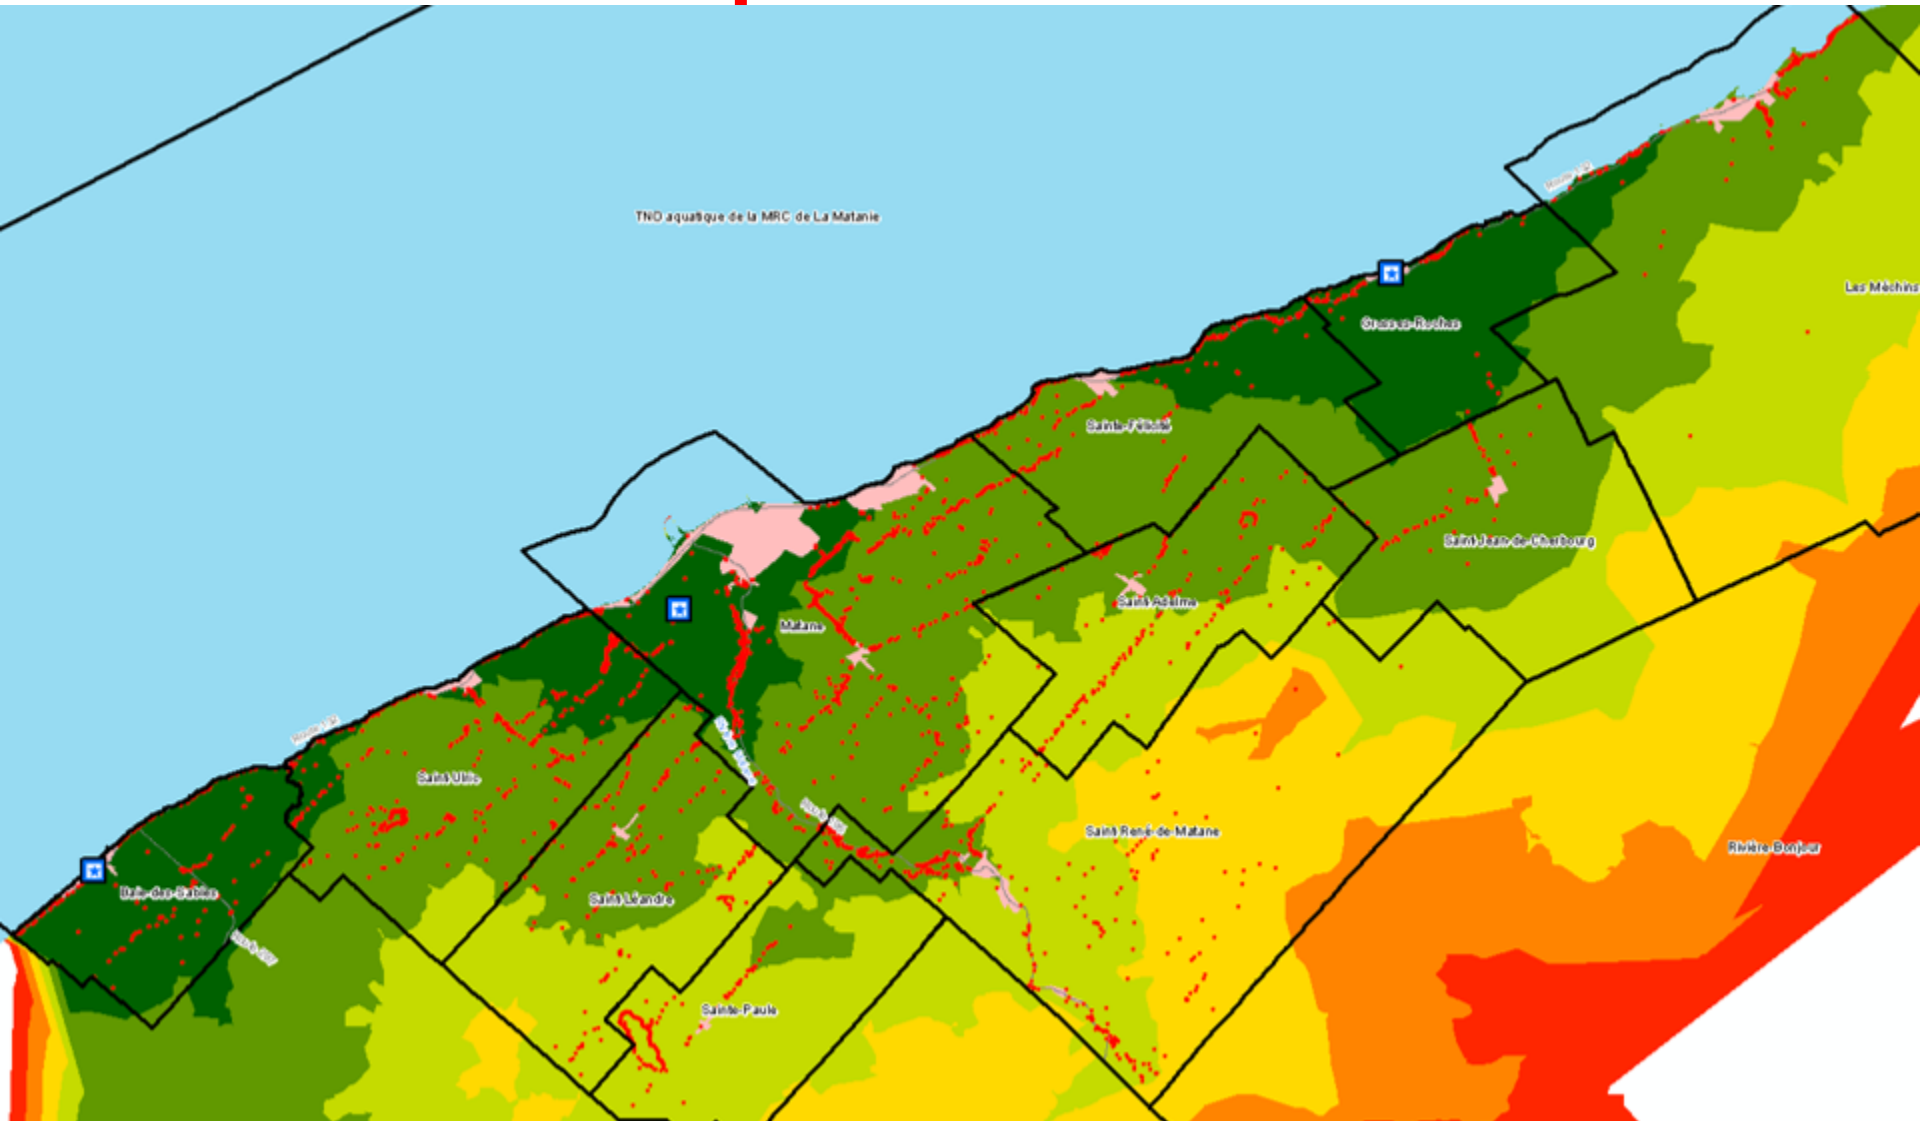 TNO aquatique de la MRC de La Matanie
Les Méchins
Grosses-Roches
Sainte-Félicité
Saint-Jean-de-Cherbourg
Saint-Adelme
Matane
Saint-Ulric
Saint-René-de-Matane
Rivière-Bonjour
Baie-des-Sables
Saint-Léandre
Sainte-Paule